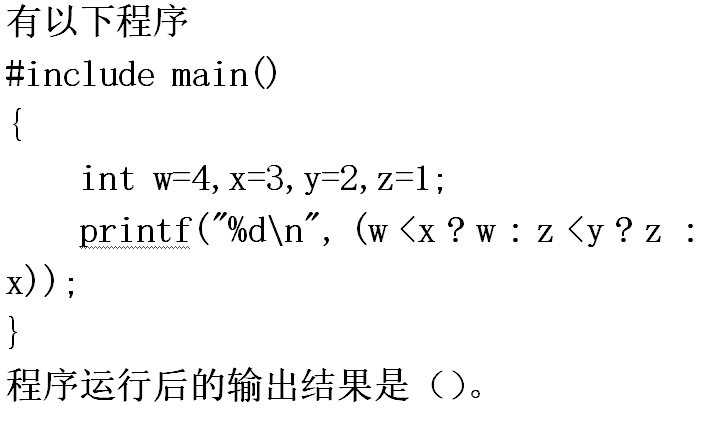 有以下程序
#include main()
{
int w=4,x=3,y=2,z=1;
printf("%d\n", (w <x ? w : z <y ? z :
x));
}
程序运行后的输出结果是（）。